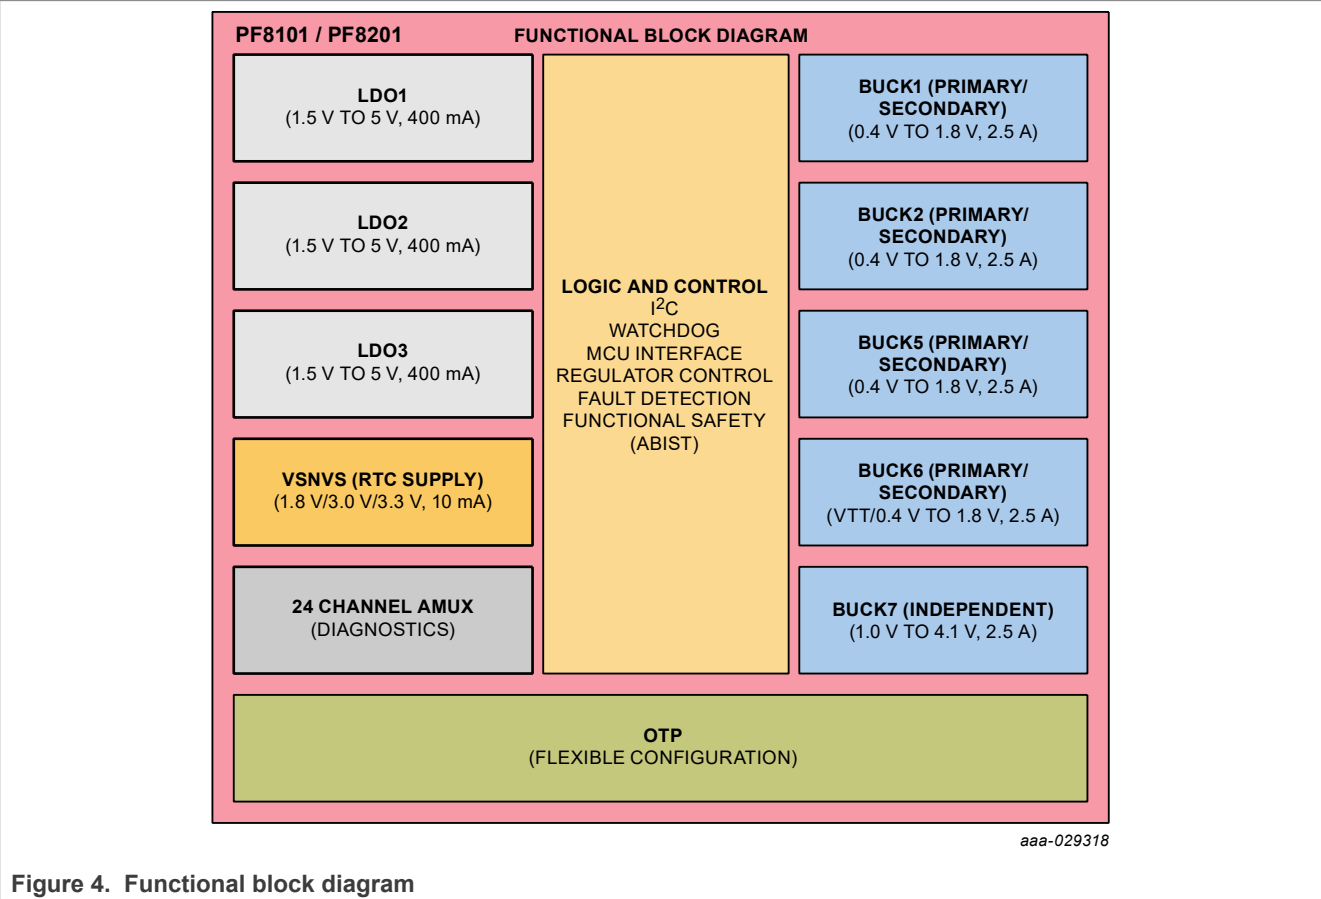 PF8101 / PF8201
FUNCTIONAL BLOCK DIAGRAM
LDO1
(1.5 V TO 5 V, 400 mA)
LDO2
(1.5 V TO 5 V, 400 mA)
LDO3
(1.5 V TO 5 V, 400 mA)
VSNVS (RTC SUPPLY)
(1.8 V/3.0 V/3.3 V, 10 mA)
24 CHANNEL AMUX
(DIAGNOSTICS)
LOGIC AND CONTROL
I2C
WATCHDOG
MCU INTERFACE
REGULATOR CONTROL
FAULT DETECTION
FUNCTIONAL SAFETY
(ABIST)
BUCK1 (PRIMARY/
SECONDARY)
(0.4 V TO 1.8 V, 2.5 A)
BUCK2 (PRIMARY/
SECONDARY)
(0.4 V TO 1.8 V, 2.5 A)
BUCK5 (PRIMARY/
SECONDARY)
(0.4 V TO 1.8 V, 2.5 A)
BUCK6 (PRIMARY/
SECONDARY)
(VTT/0.4 V TO 1.8 V, 2.5 A)
BUCK7 (INDEPENDENT)
(1.0 V TO 4.1 V, 2.5 A)
OTP
(FLEXIBLE CONFIGURATION)
aaa-029318
Figure 4. Functional block diagram